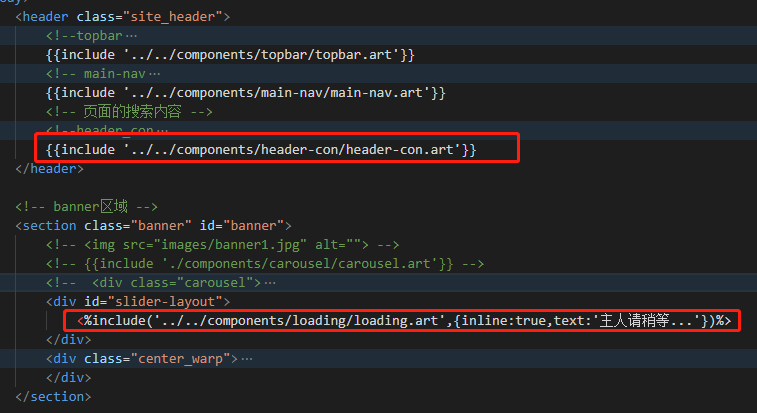 ody>
<header class="site_header">
<!--topbar…
{{include '../../components/topbar/topbar.art'}}
<!-- main-nav…
{{include '../../components/main-nav/main-nav.art'}}
<!-- 页面的搜索内容 -->
<!--header_con…
{{include '../../components/header-con/header-con.art'}}
</header>
<!-- banner区域 -->
<section class="banner" id="banner">
<!-- <img src="images/banner1.jpg" alt=""> -->
<!-- {{include './components/carousel/carousel.art'}} -->
<!--  <div class="carousel">…
<div id="slider-layout">
<%include('../../components/loading/loading.art',{inline:true,text:'主人请稍等...'})%>
</div>
<div class="center_warp">…
</div>
</section>